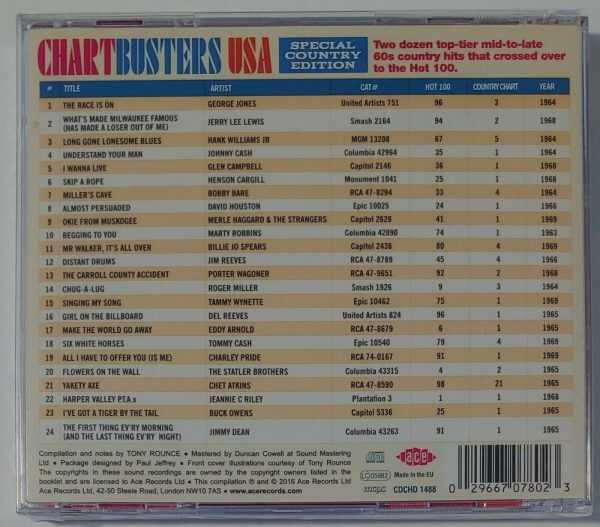 CHARTBUSTERS USA
SPECIAL
COUNTRY
EDITION
Two dozen top-tier mid-to-late
60s country hits that crossed over
to the Hot 100.
# TITLE ARTIST CAT# HOT 100 COUNTRY CHART YEAR
1 THE RACE IS ON GEORGE JONES United Artists 751 96 3 1964
2 WHAT'S MADE MILWAUKEE FAMOUS (HAS MADE A LOSER OUT OF ME) JERRY LEE LEWIS Smash 2164 94 2 1968
3 LONG GONE LONESOME BLUES HANK WILLIAMS JR MGM 13208 67 5 1964
4 UNDERSTAND YOUR MAN JOHNNY CASH Columbia 42964 35 1 1964
5 I WANNA LIVE GLEN CAMPBELL Capitol 2146 36 1 1968
6 SKIP A ROPE HENSON CARGILL Monument 1041 25 1 1968
7 MILLER'S CAVE BOBBY BARE RCA 47-8294 33 4 1964
8 ALMOST PERSUADED DAVID HOUSTON Epic 10025 24 1 1966
9 OKIE FROM MUSKOGEE MERLE HAGGARD & THE STRANGERS Capitol 2626 41 1 1969
10 BEGGING TO YOU MARTY ROBBINS Columbia 42890 74 1 1963
11 MR WALKER, IT'S ALL OVER BILLIE JO SPEARS Capitol 2436 80 4 1969
12 DISTANT DRUMS JIM REEVES RCA 47-8789 45 4 1966
13 THE CARROLL COUNTY ACCIDENT PORTER WAGONER RCA 47-9651 92 2 1968
14 CHUG-A-LUG ROGER MILLER Smash 1926 9 3 1964
15 SINGING MY SONG TAMMY WYNETTE Epic 10462 75 1 1969
16 GIRL ON THE BILLBOARD DEL REEVES United Artists 824 96 1 1965
17 MAKE THE WORLD GO AWAY EDDY ARNOLD RCA 47-8679 6 1 1965
18 SIX WHITE HORSES TOMMY CASH Epic 10540 79 4 1969
19 ALL I HAVE TO OFFER YOU (IS ME) CHARLEY PRIDE RCA 74-0167 91 1 1969
20 FLOWERS ON THE WALL THE STATLER BROTHERS Columbia 43315 4 2 1965
21 YAKETY AXE CHET ATKINS RCA 47-8590 98 21 1965
22 HARPER VALLEY P.T.A.s JEANNIE C RILEY Plantation 3 1 1 1968
23 I'VE GOT A TIGER BY THE TAIL BUCK OWENS Capitol 5336 25 1 1965
24 THE FIRST THING EV'RY MORNING (AND THE LAST THING EV'RY NIGHT) JIMMY DEAN Columbia 43263 91 1 1965
Compilation and notes by TONY ROUNCE • Mastered by Duncan Cowell at Sound Mastering
Ltd • Package designed by Paul Jeffrey • Front cover illustrations courtesy of Tony Rounce
The copyrights in these sound recordings are owned by the copyright owners listed in the
booklet and are licensed to Ace Records Ltd • This compilation ℗ and © 2016 Ace Records Ltd
Ace Records Ltd, 42-50 Steele Road, London NW10 7AS • www.acerecords.com
LC 05982
Made in the EU
ace
CDCHD 1488
0 29667 07802 3